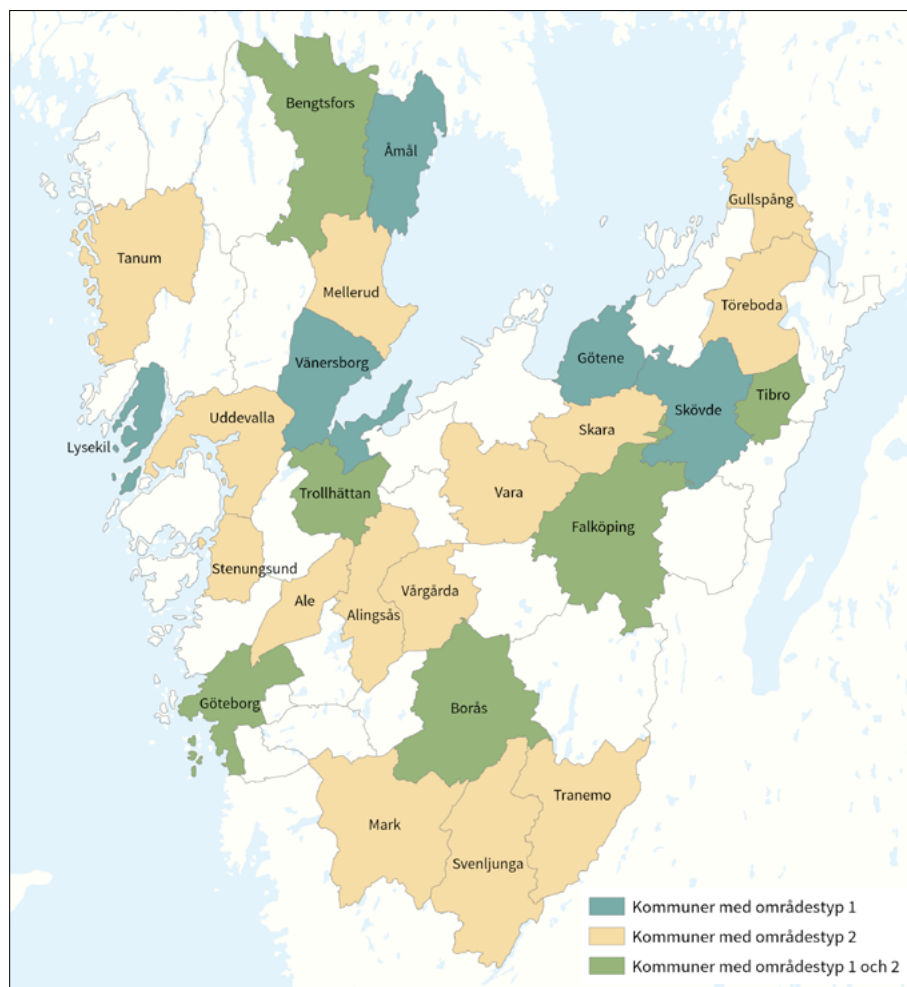 Bengtsfors
Åmål
Gullspång
Tanum
Mellerud
Töreboda
Vänersborg
Götene
Tibro
Skövde
Uddevalla
Skara
Lysekil
Trollhättan
Vara
Falköping
Stenungsund
Vårgårda
Ale
Alingsås
Göteborg
Borås
Tranemo
Mark
Svenljunga
Kommuner med områdestyp 1
Kommuner med områdestyp 2
Kommuner med områdestyp 1 och 2